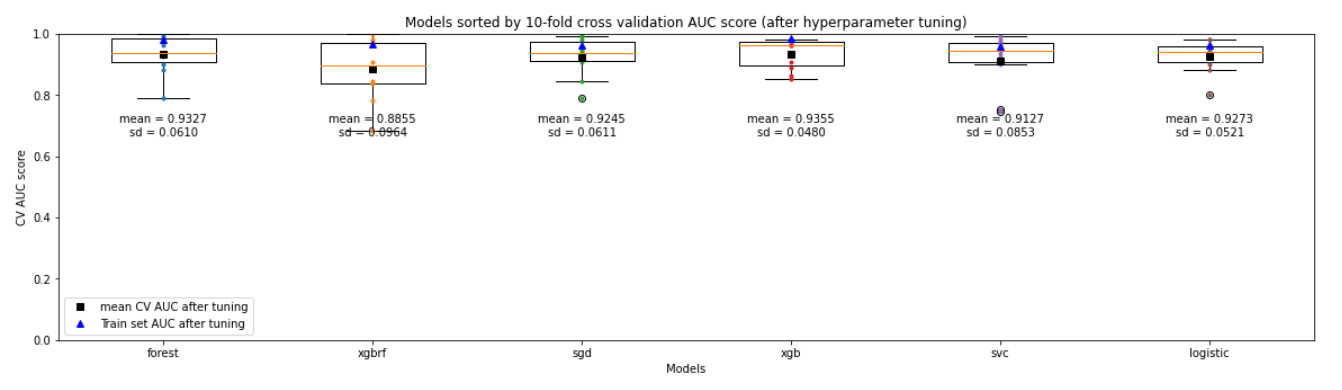 Models sorted by 10-fold cross validation AUC score (after hyperparameter tuning)
1.0
0.8
0.6
0.4
0.2
0.0
CV AUC score
mean = 0.9327
sd = 0.0610
mean = 0.8855
sd = 0.0964
mean = 0.9245
sd = 0.0611
mean = 0.9355
sd = 0.0480
mean = 0.9127
sd = 0.0853
mean = 0.9273
sd = 0.0521
mean CV AUC after tuning
Train set AUC after tuning
forest
xgbrf
sgd
xgb
svc
logistic
Models